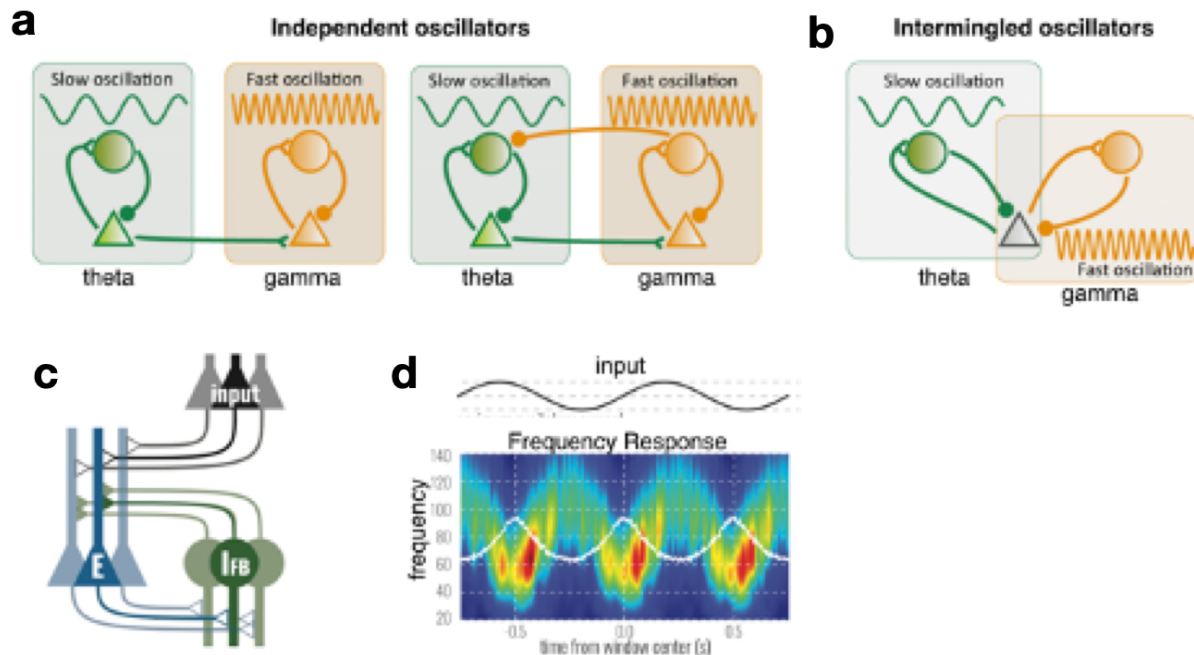 a
Independent oscillators
b
Intermingled oscillators
Slow oscillation
Fast oscillation
Slow oscillation
Fast oscillation
Slow oscillation
theta
gamma
theta
gamma
Fast oscillation
theta
gamma
c
input
E
IFB
d
input
Frequency Response
frequency
140
120
100
80
60
40
20
-0.5
0.0
0.5
time from window center [s]